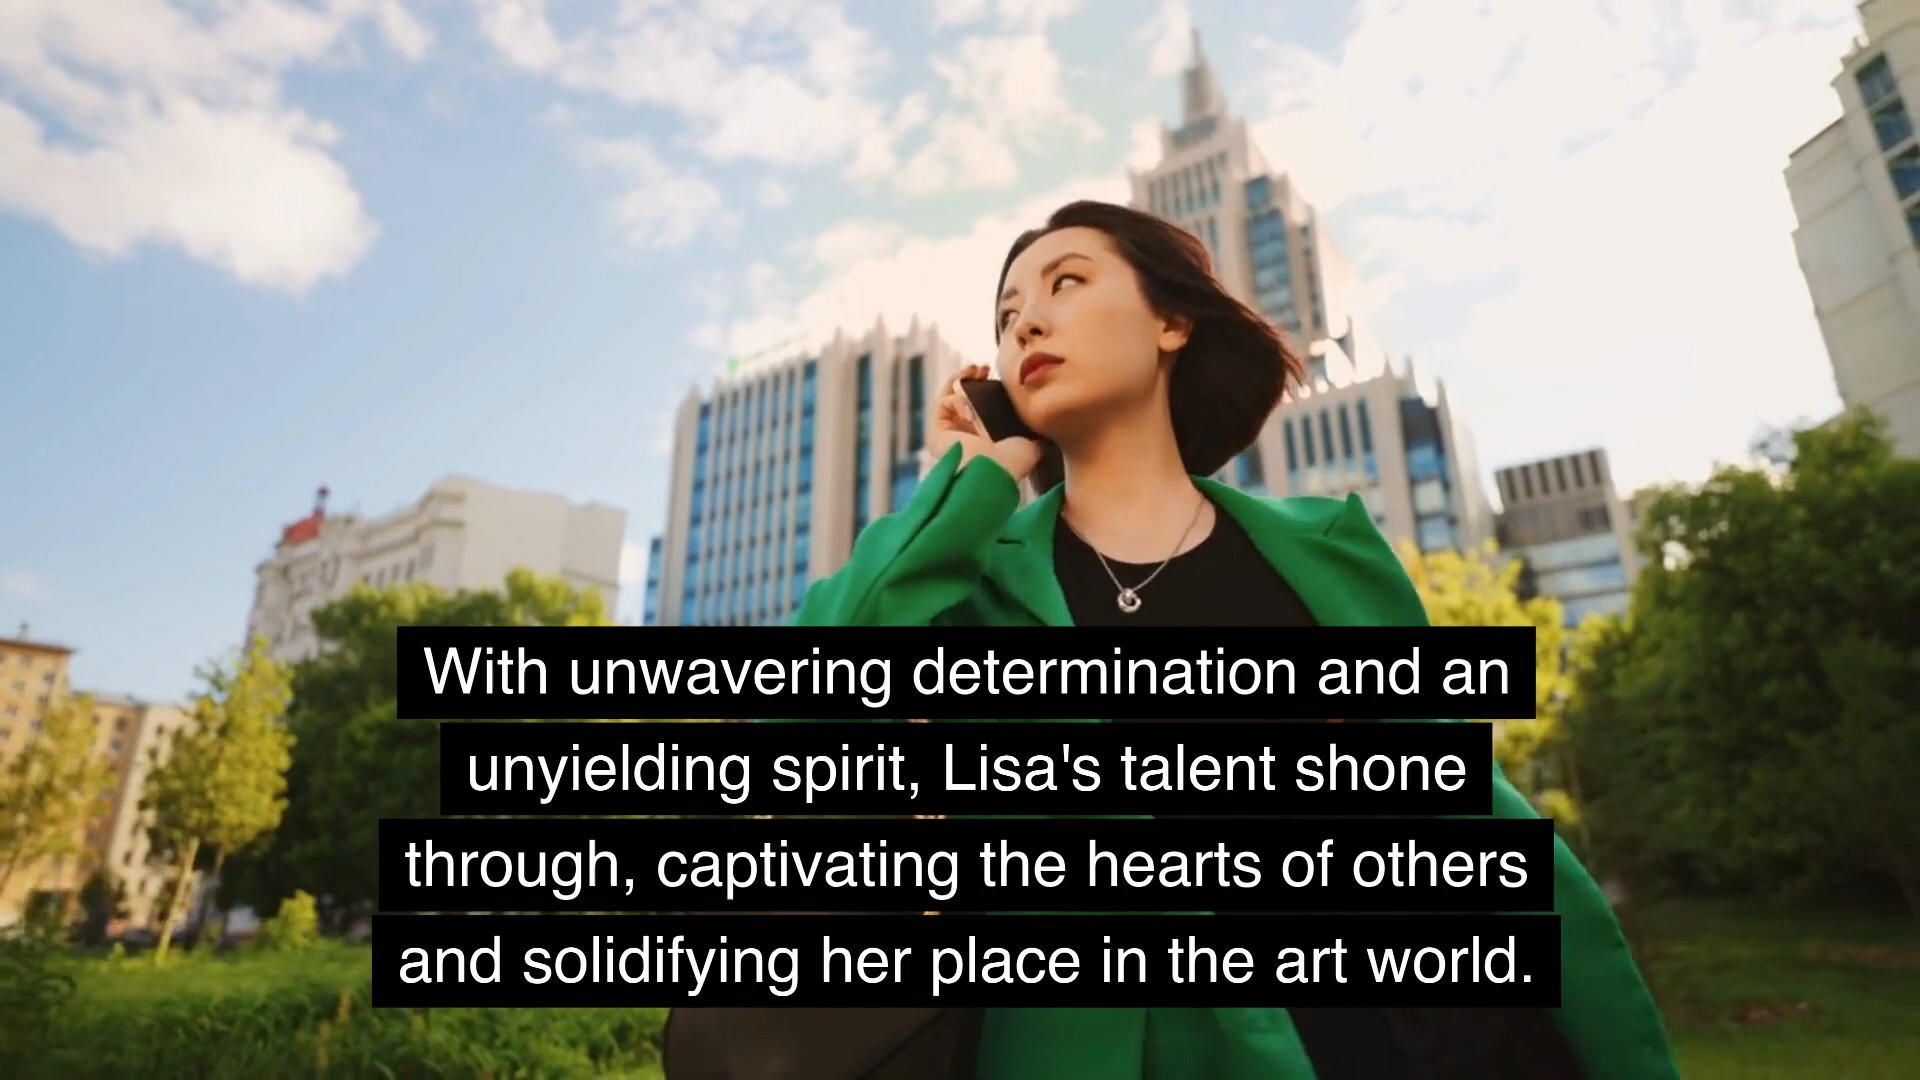 With unwavering determination and an
unyielding spirit, Lisa's talent shone
through, captivating the hearts of others
and solidifying her place in the art world.